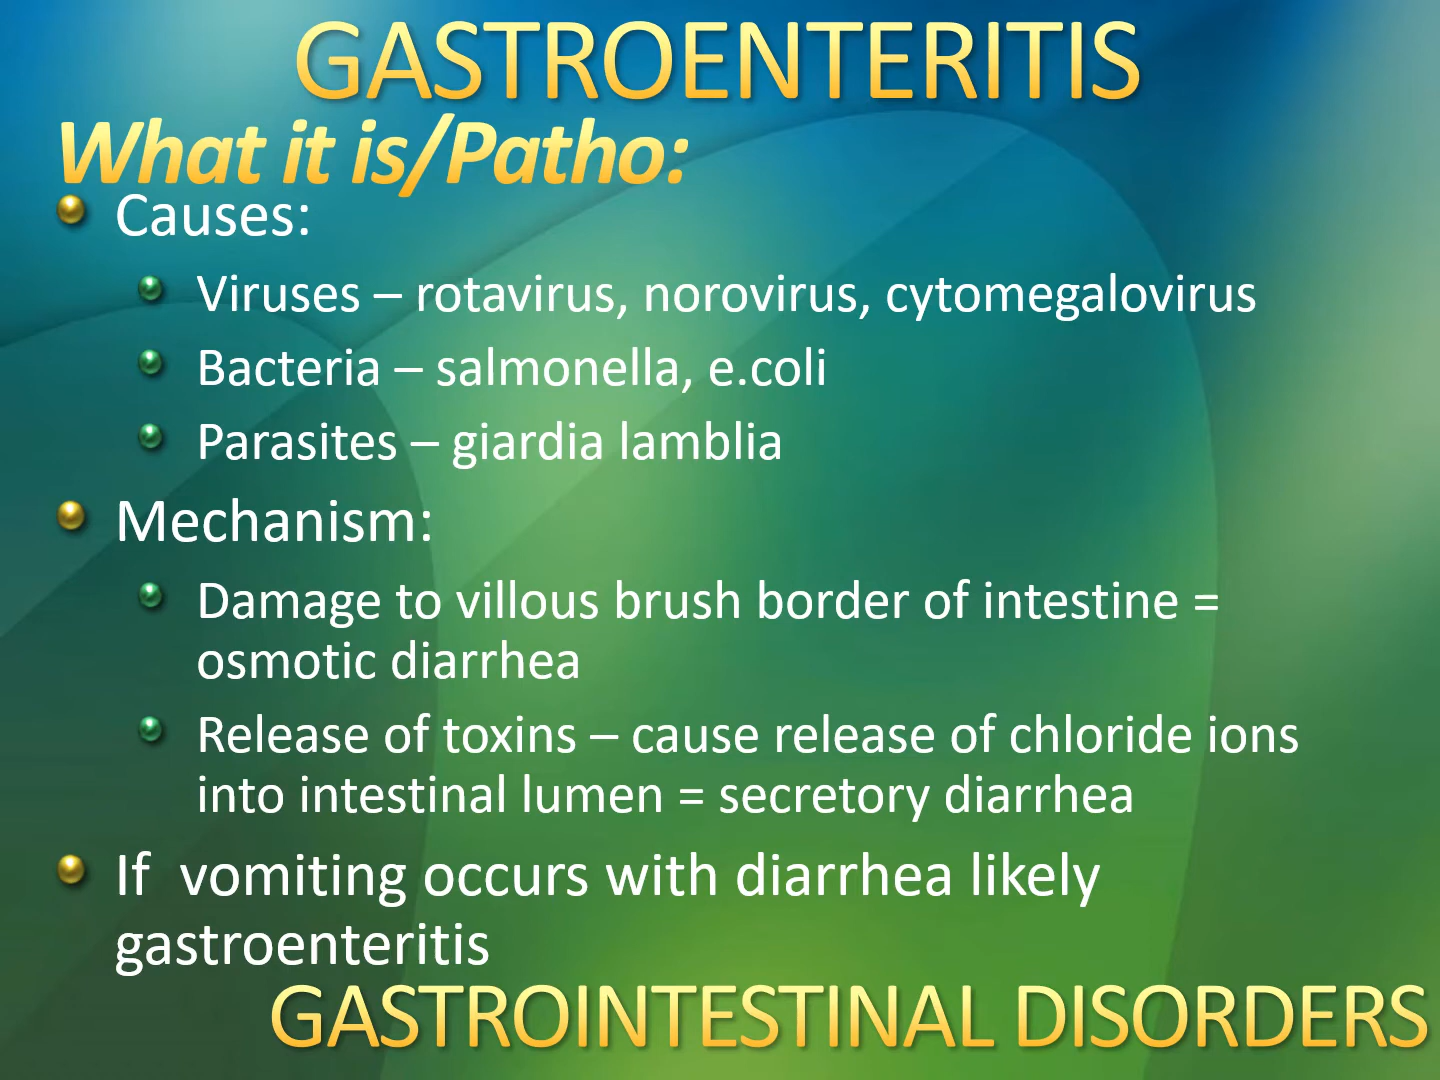 GASTROENTERITIS
What it is/Patho:
Causes:
Viruses – rotavirus, norovirus, cytomegalovirus
Bacteria – salmonella, e.coli
Parasites – giardia lamblia
Mechanism:
Damage to villous brush border of intestine =
osmotic diarrhea
Release of toxins – cause release of chloride ions
into intestinal lumen = secretory diarrhea
If  vomiting occurs with diarrhea likely
gastroenteritis
GASTROINTESTINAL DISORDERS